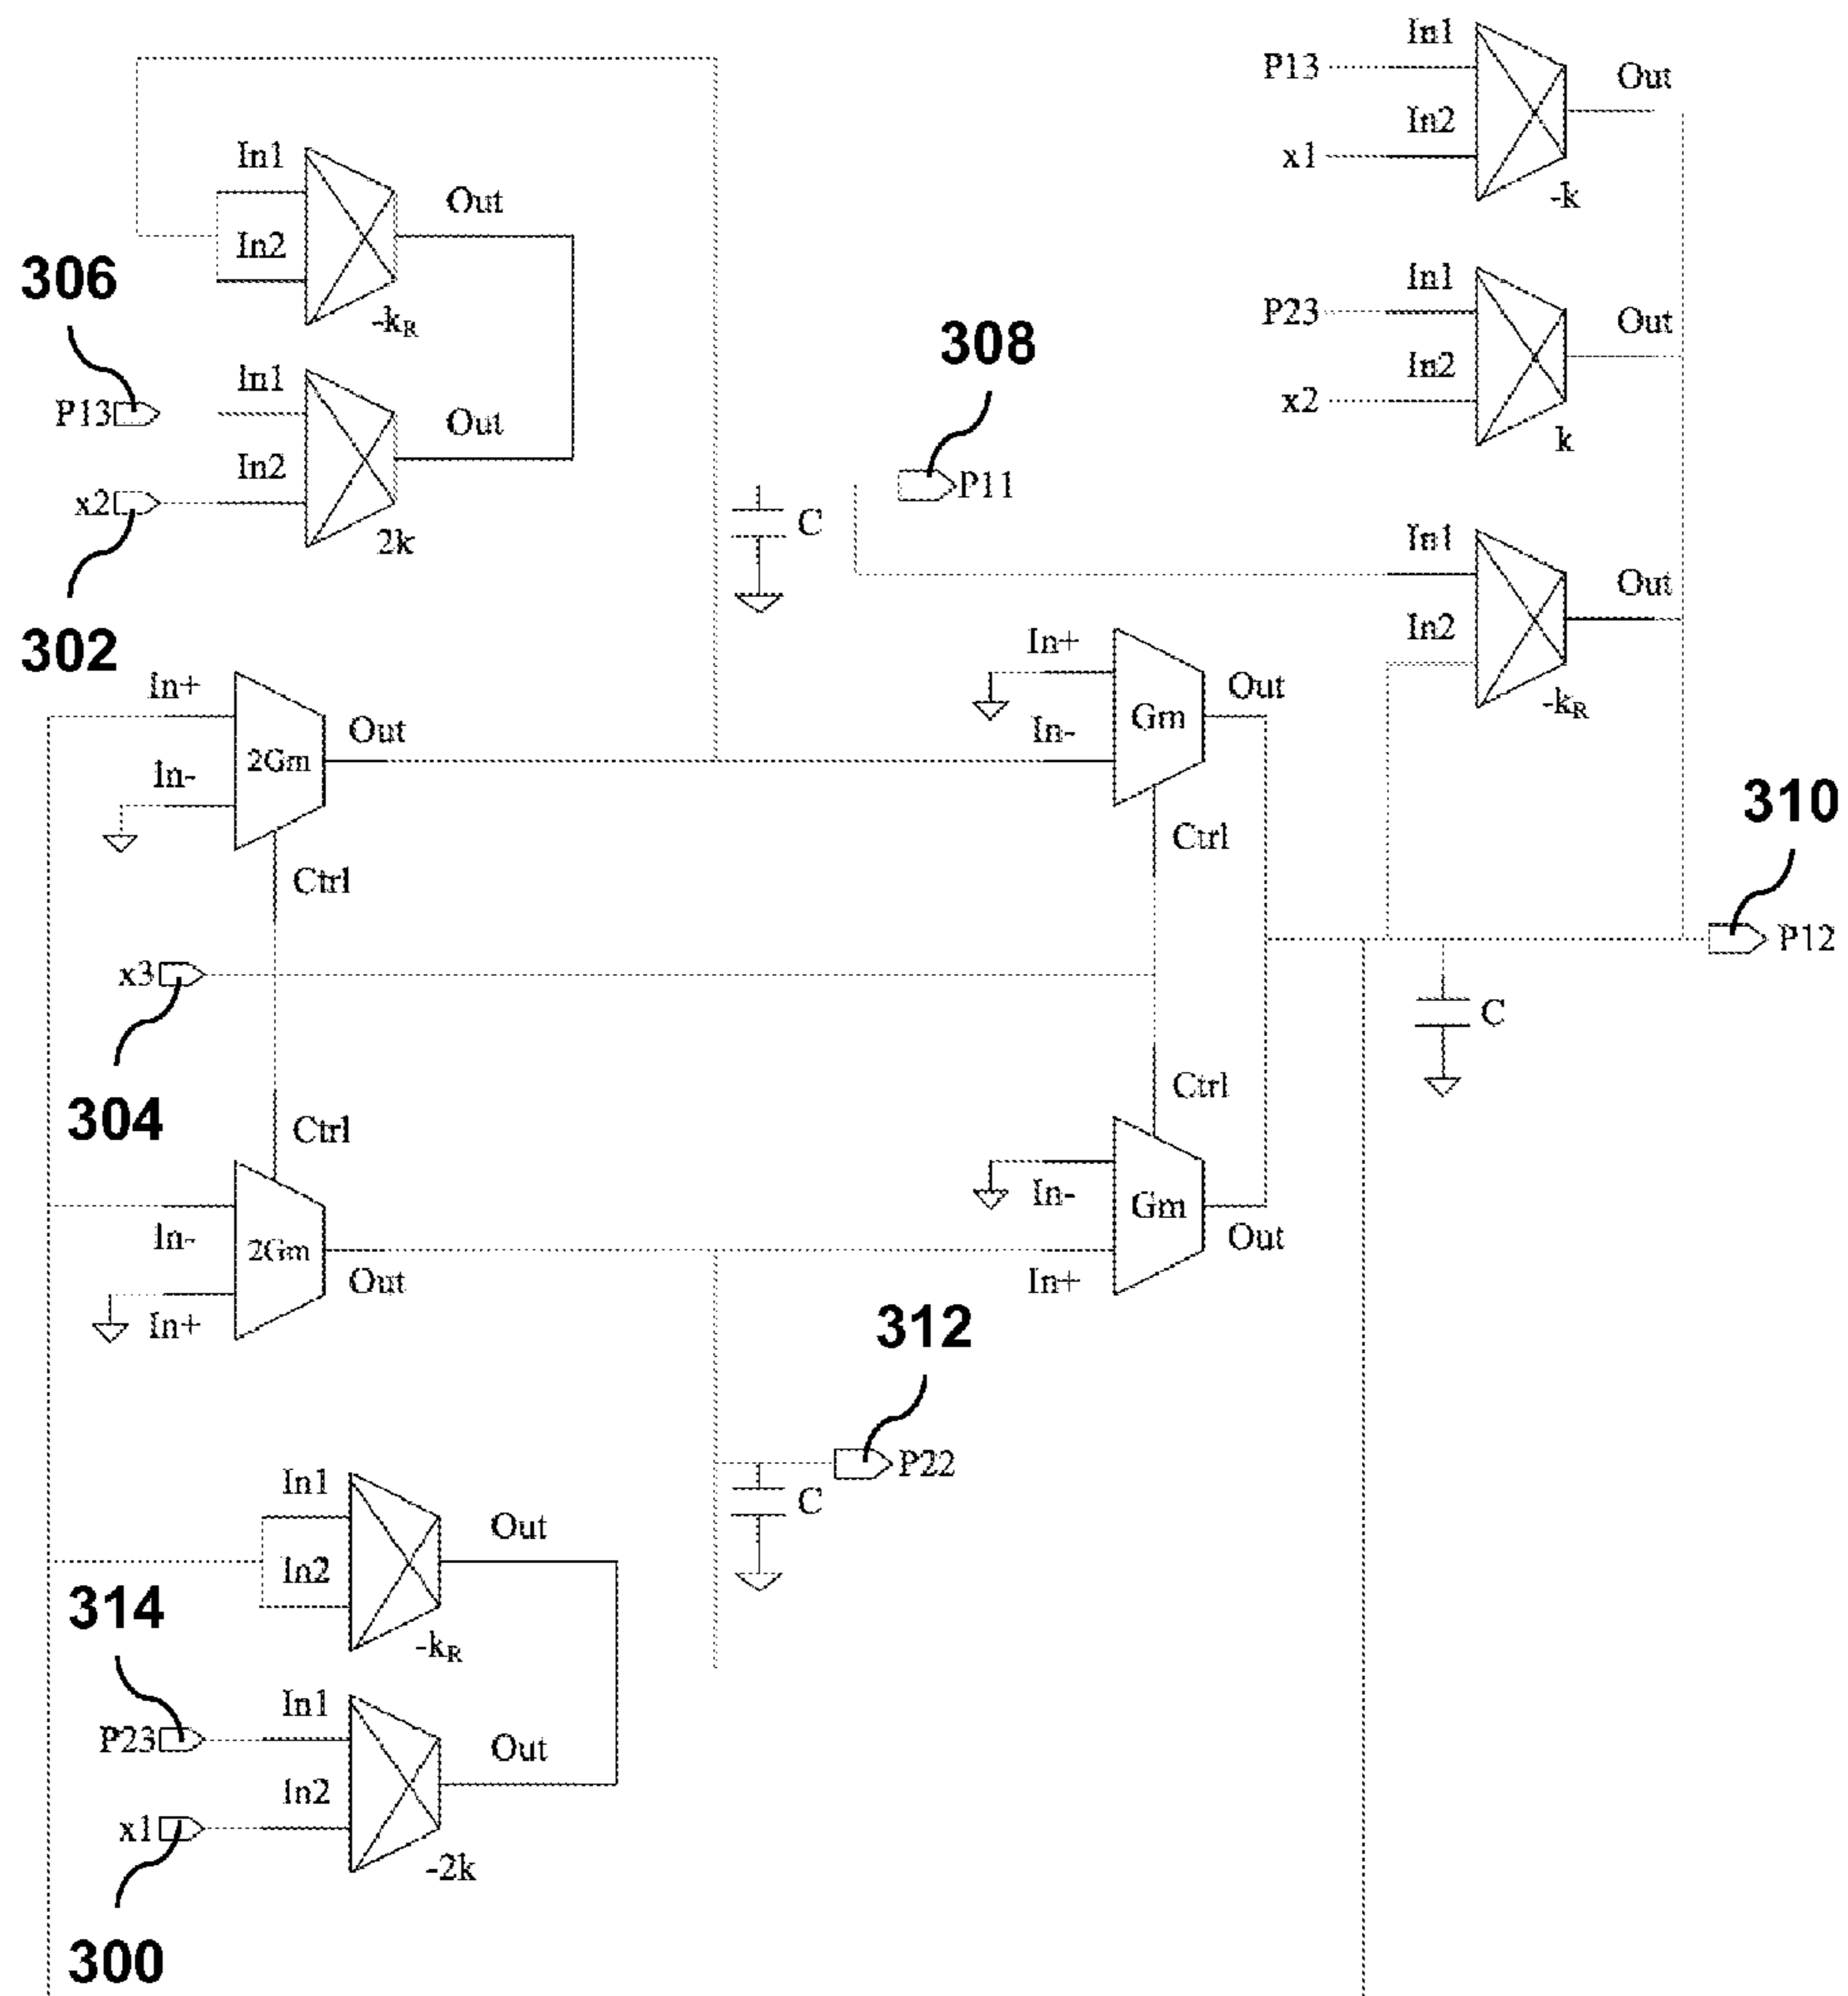 In1
P13
Out
In2
x1
-k
In1
Out
In2
-kR
306
In1
P23
Out
In2
x2
k
308
In1
P13
Out
In2
x2
2k
P11
C
In1
Out
In2
-kR
302
In+
2Gm
Out
In-
Ctrl
In+
Gm
Out
In-
Ctrl
310
P12
x3
C
304
Ctrl
In-
2Gm
Out
In+
Ctrl
In-
Gm
Out
In+
312
P22
C
In1
Out
In2
-kR
314
In1
P23
Out
In2
x1
-2k
300